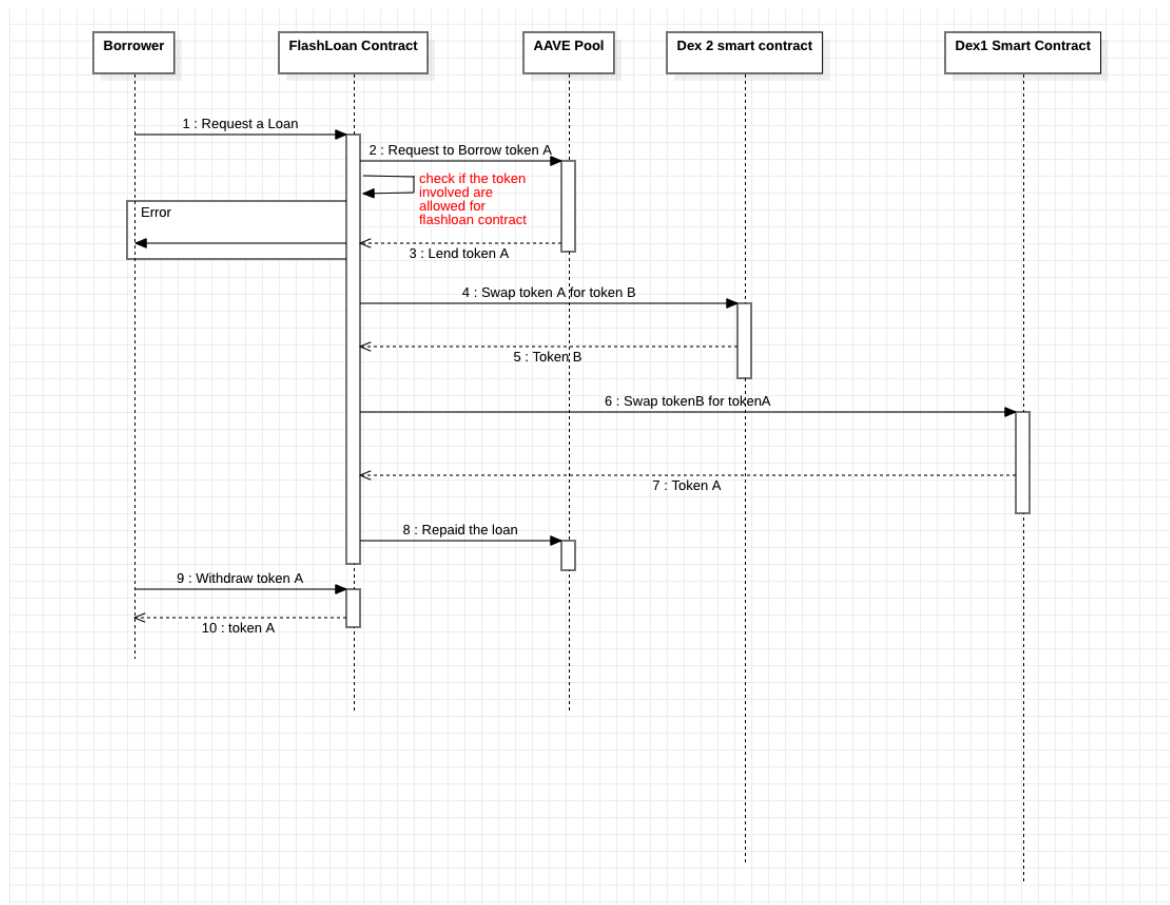 Borrower
FlashLoan Contract
AAVE Pool
Dex 2 smart contract
Dex1 Smart Contract
1 : Request a Loan
2 : Request to Borrow token A
check if the token
involved are
allowed for
flashloan contract
Error
3 : Lend token A
4 : Swap token A for token B
5 : Token B
6 : Swap tokenB for tokenA
7 : Token A
8 : Repaid the loan
9 : Withdraw token A
10 : token A